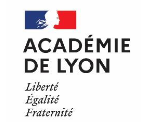 ACADÉMIE
DE LYON
Liberté
Égalité
Fraternité